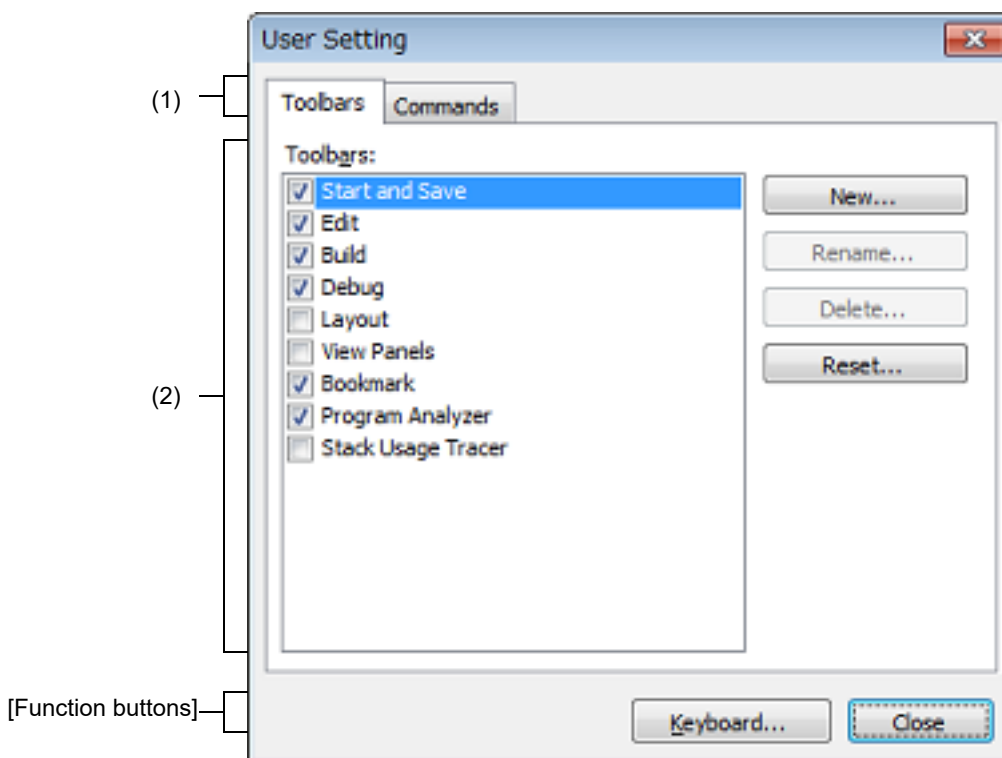 User Setting
(1)
Toolbars
Commands
Toolbars:
Start and Save
New...
Edit
Build
Rename...
Debug
Delete...
Layout
View Panels
Reset...
(2)
Bookmark
Program Analyzer
Stack Usage Tracer
[Function buttons]
Keyboard...
Close